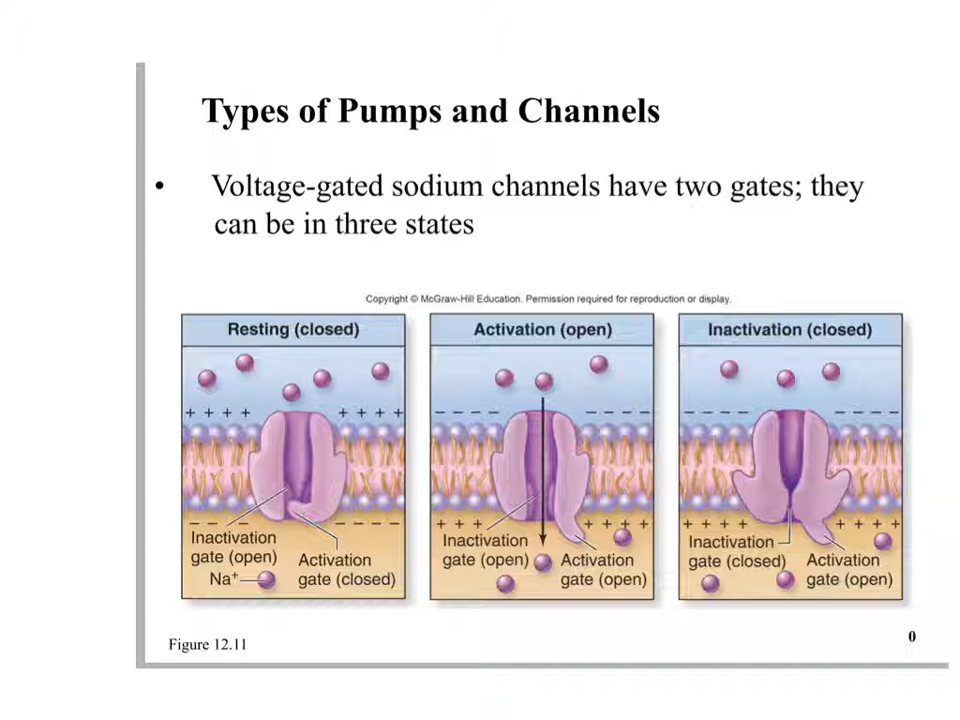 Types of Pumps and Channels
• Voltage-gated sodium channels have two gates; they
can be in three states
Copyright © McGraw-Hill Education. Permission required for reproduction or display.
Resting (closed)
+ + + + + + + +
– – – – – – – –
Inactivation
gate (open)
Activation
gate (closed)
Na⁺
Activation (open)
– – – – – – – –
+ + + + + + +
Inactivation
gate (open)
Activation
gate (open)
Inactivation (closed)
– – – – – – – –
+ + + + + + + +
Inactivation
gate (closed)
Activation
gate (open)
Figure 12.11
0